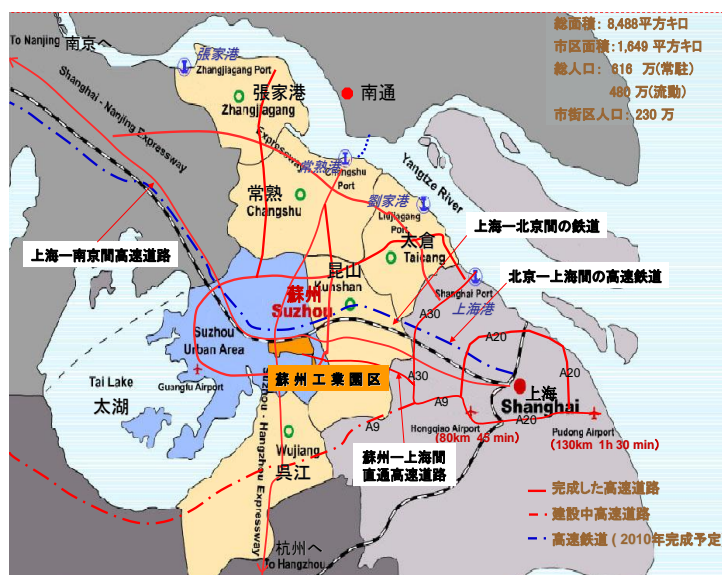 総面積: 8,488平方キロ
市区面積:1,649 平方キロ
総人口: 616 万(常駐)
480 万(流動)
市街区人口:230 万
To Nanjing 南京へ
張家港
Zhangjiagang Port
張家港
Zhangjiagang
南通
Shanghai - Nanjing Expressway
Expressway
常熟港
Changshu
Port
Yangtze River
常熟
Changshu
劉家港
Liujiagang
Port
太倉
Taicang
上海ー北京間の鉄道
上海ー南京間高速道路
昆山
Kunshan
北京ー上海間の高速鉄道
Shanghai Port
上海港
蘇州
Suzhou
A30
A20
Suzhou
Urban Area
A20
Guangfu Airport
蘇州工業園区
A30
Tai Lake
太湖
上海
Shanghai
A9
A20
Hongqiao Airport
(80km 45 min)
Pudong Airport
(130km 1h 30 min)
A9
Wujiang
呉江
蘇州ー上海間
直通高速道路
Suzhou - Hangzhou Expressway
完成した高速道路
建設中高速道路
高速鉄道 ( 2010年完成予定
杭州へ
To Hangzhou